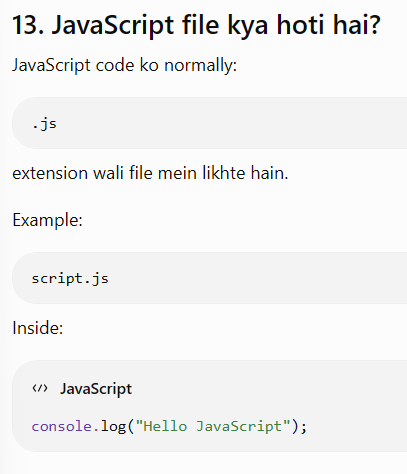 13. JavaScript file kya hoti hai?
JavaScript code ko normally:
.js
extension wali file mein likhte hain.
Example:
script.js
Inside:
</> JavaScript
console.log("Hello JavaScript");